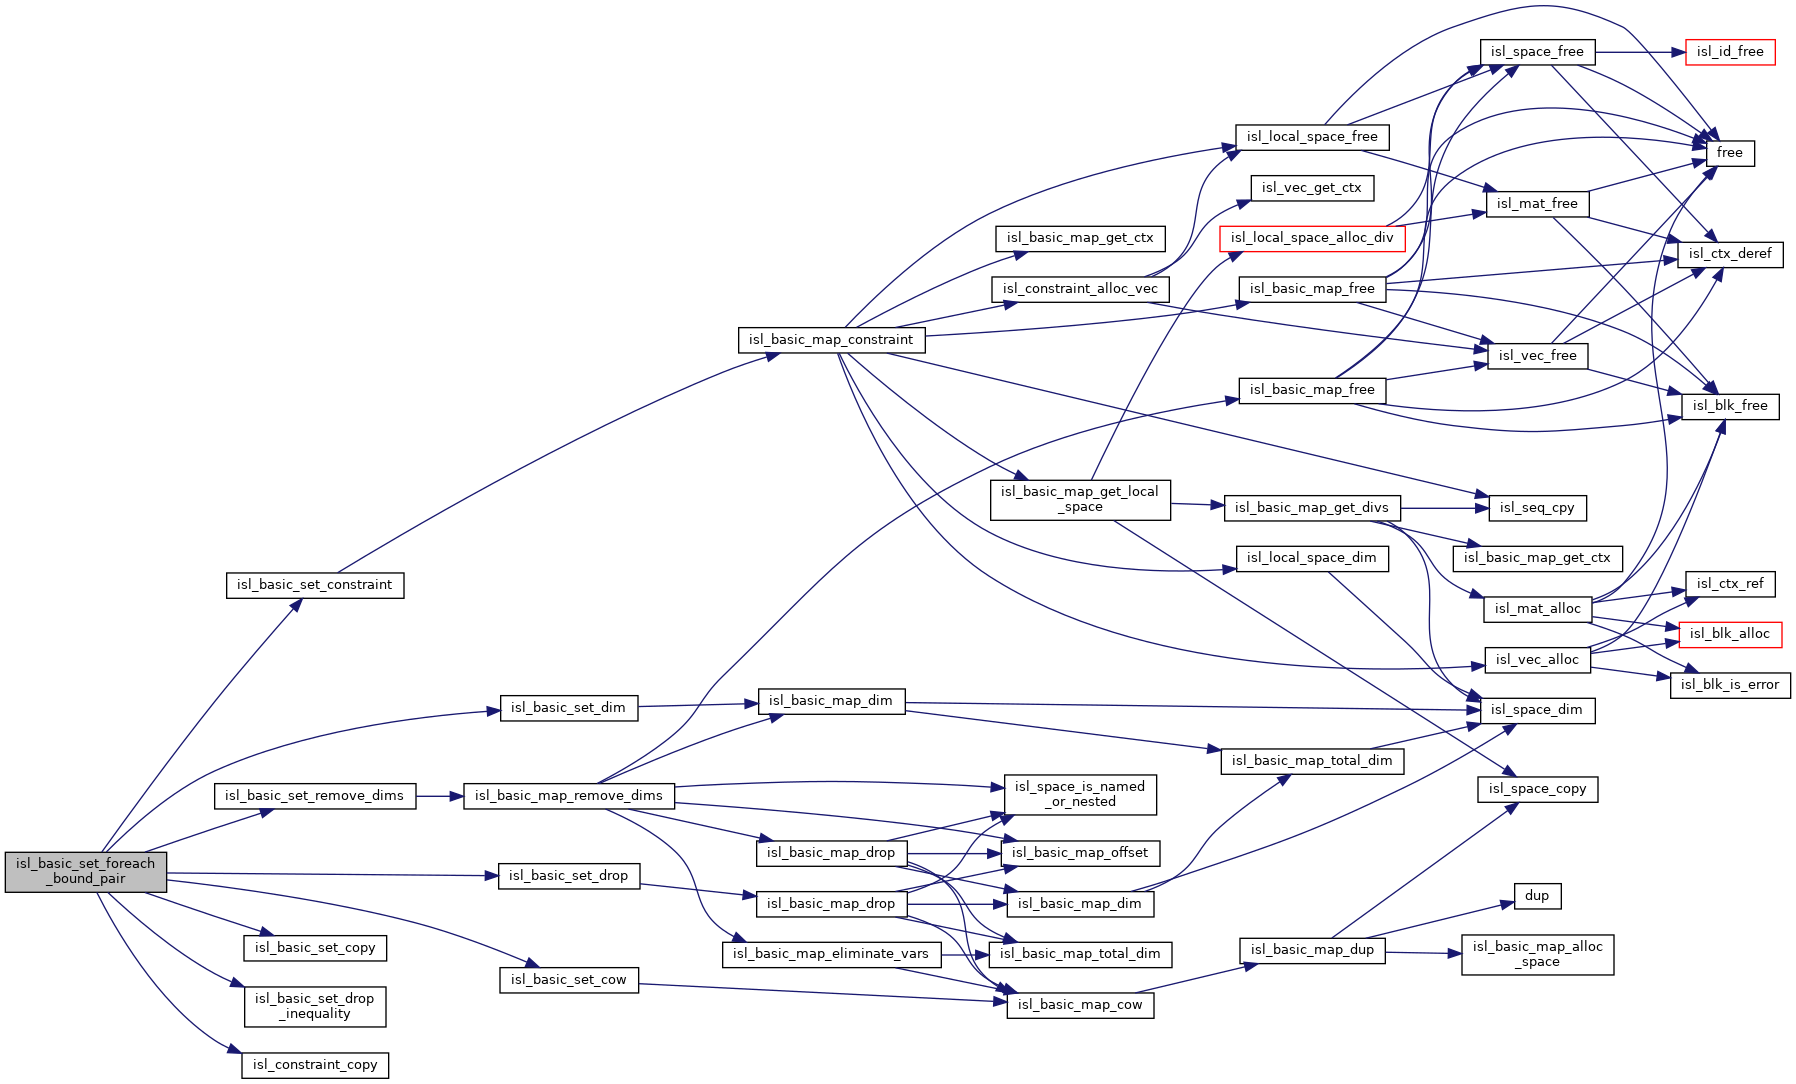 isl_basic_set_foreach
_bound_pair
isl_basic_set_constraint
isl_basic_set_remove_dims
isl_basic_set_copy
isl_basic_set_drop
_inequality
isl_constraint_copy
isl_basic_set_dim
isl_basic_map_remove_dims
isl_basic_set_drop
isl_basic_set_cow
isl_basic_map_constraint
isl_basic_map_dim
isl_basic_map_drop
isl_basic_map_drop
isl_basic_map_eliminate_vars
isl_basic_map_get_ctx
isl_constraint_alloc_vec
isl_basic_map_get_local
_space
isl_space_is_named
_or_nested
isl_basic_map_offset
isl_basic_map_dim
isl_basic_map_total_dim
isl_basic_map_cow
isl_local_space_free
isl_vec_get_ctx
isl_local_space_alloc_div
isl_basic_map_free
isl_basic_map_free
isl_basic_map_get_divs
isl_local_space_dim
isl_basic_map_total_dim
isl_basic_map_dup
isl_space_free
isl_mat_free
isl_vec_free
isl_seq_cpy
isl_basic_map_get_ctx
isl_mat_alloc
isl_vec_alloc
isl_space_dim
isl_space_copy
dup
isl_basic_map_alloc
_space
isl_id_free
free
isl_ctx_deref
isl_blk_free
isl_ctx_ref
isl_blk_alloc
isl_blk_is_error